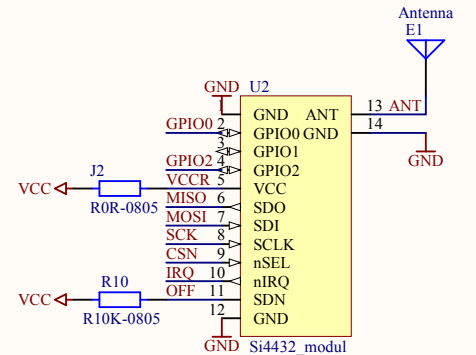 Antenna
E1
GND U2
1 GND ANT 13 ANT
GPIO0 2 GPIO0 GND 14
3 GPIO1 GND
GPIO2 4 GPIO2
J2
VCC VCCR 5 VCC
R0R-0805 MISO 6 SDO
MOSI 7 SDI
SCK 8 SCLK
CSN 9 nSEL
R10 IRQ 10 nIRQ
VCC OFF 11 SDN
R10K-0805 12 GND
GND Si4432_modul